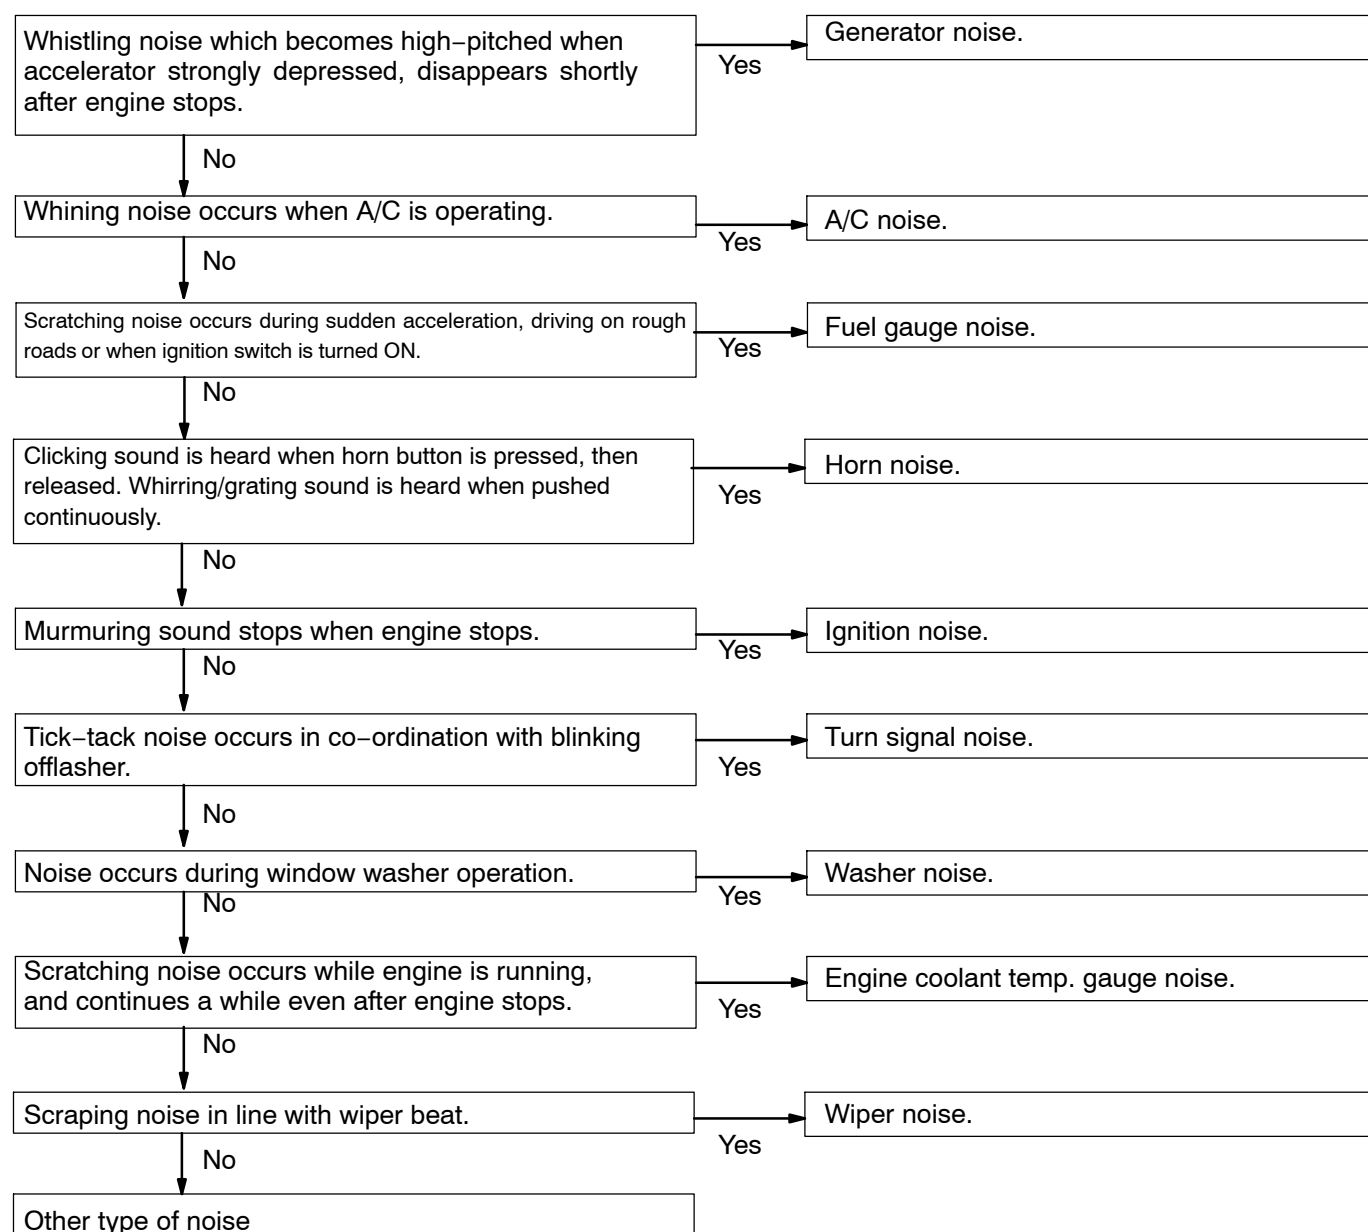 Whistling noise which becomes high–pitched when
accelerator strongly depressed, disappears shortly
after engine stops.
Yes
Generator noise.
No
Whining noise occurs when A/C is operating.
Yes
A/C noise.
No
Scratching noise occurs during sudden acceleration, driving on rough
roads or when ignition switch is turned ON.
Yes
Fuel gauge noise.
No
Clicking sound is heard when horn button is pressed, then
released. Whirring/grating sound is heard when pushed
continuously.
Yes
Horn noise.
No
Murmuring sound stops when engine stops.
Yes
Ignition noise.
No
Tick–tack noise occurs in co–ordination with blinking
offlasher.
Yes
Turn signal noise.
No
Noise occurs during window washer operation.
Yes
Washer noise.
No
Scratching noise occurs while engine is running,
and continues a while even after engine stops.
Yes
Engine coolant temp. gauge noise.
No
Scraping noise in line with wiper beat.
Yes
Wiper noise.
No
Other type of noise